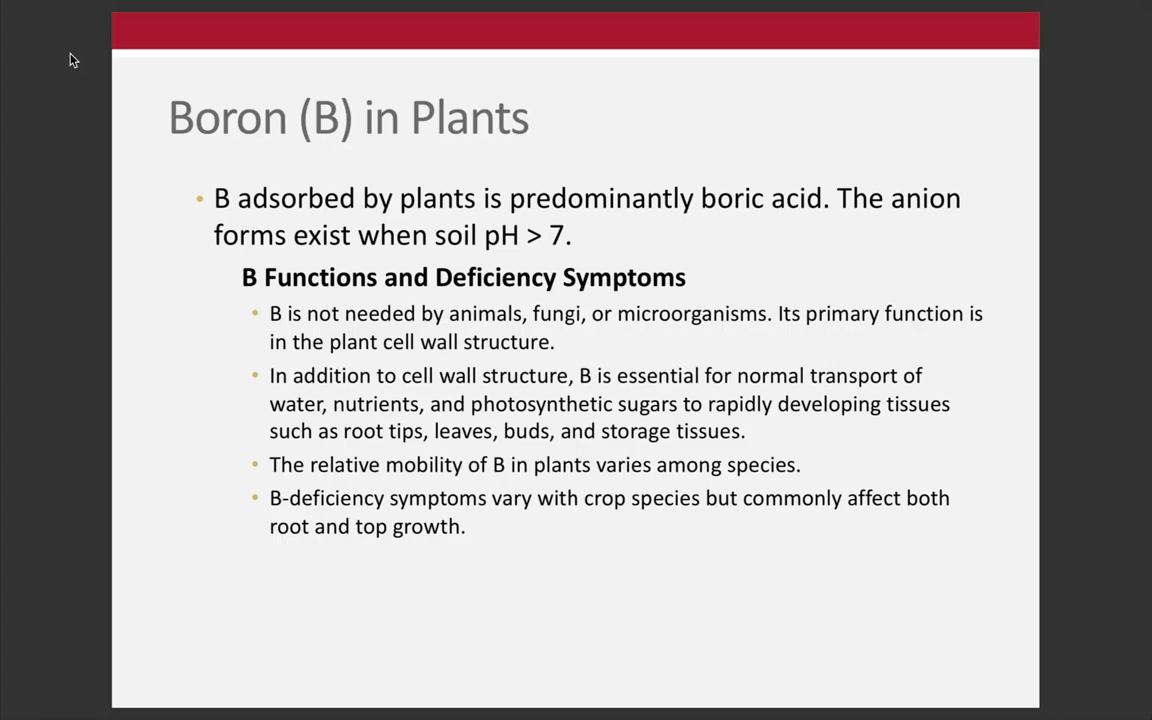 Boron (B) in Plants
• B adsorbed by plants is predominantly boric acid. The anion
forms exist when soil pH > 7.
B Functions and Deficiency Symptoms
• B is not needed by animals, fungi, or microorganisms. Its primary function is
in the plant cell wall structure.
• In addition to cell wall structure, B is essential for normal transport of
water, nutrients, and photosynthetic sugars to rapidly developing tissues
such as root tips, leaves, buds, and storage tissues.
• The relative mobility of B in plants varies among species.
• B-deficiency symptoms vary with crop species but commonly affect both
root and top growth.